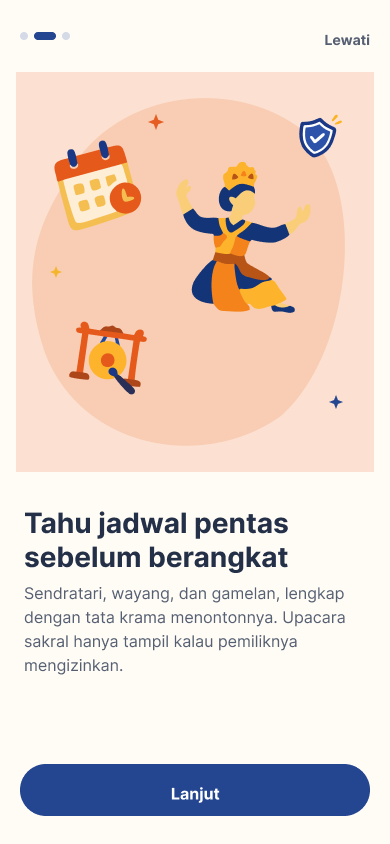 Lewati
Tahu jadwal pentas
sebelum berangkat
Sendratari, wayang, dan gamelan, lengkap
dengan tata krama menontonnya. Upacara
sakral hanya tampil kalau pemiliknya
mengizinkan.
Lanjut